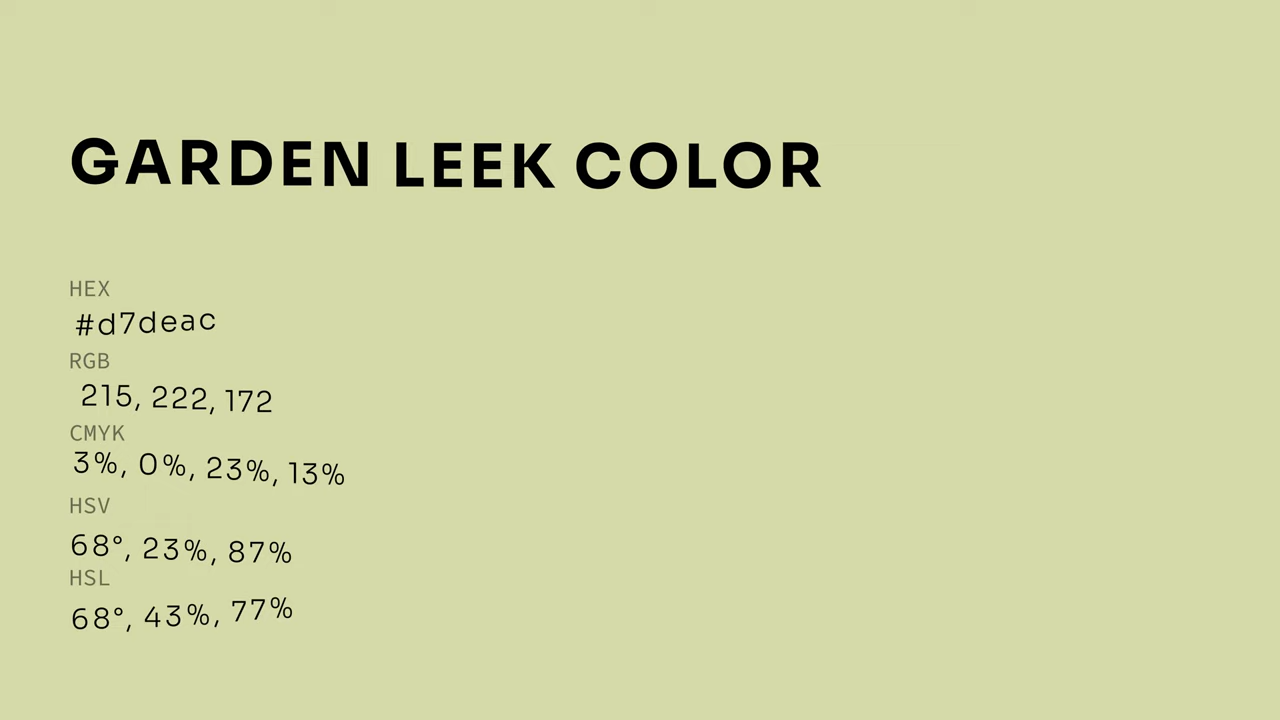 GARDEN LEEK COLOR
HEX
#d7deac
RGB
215, 222, 172
CMYK
3%, 0%, 23%, 13%
HSV
68°, 23%, 87%
HSL
68°, 43%, 77%